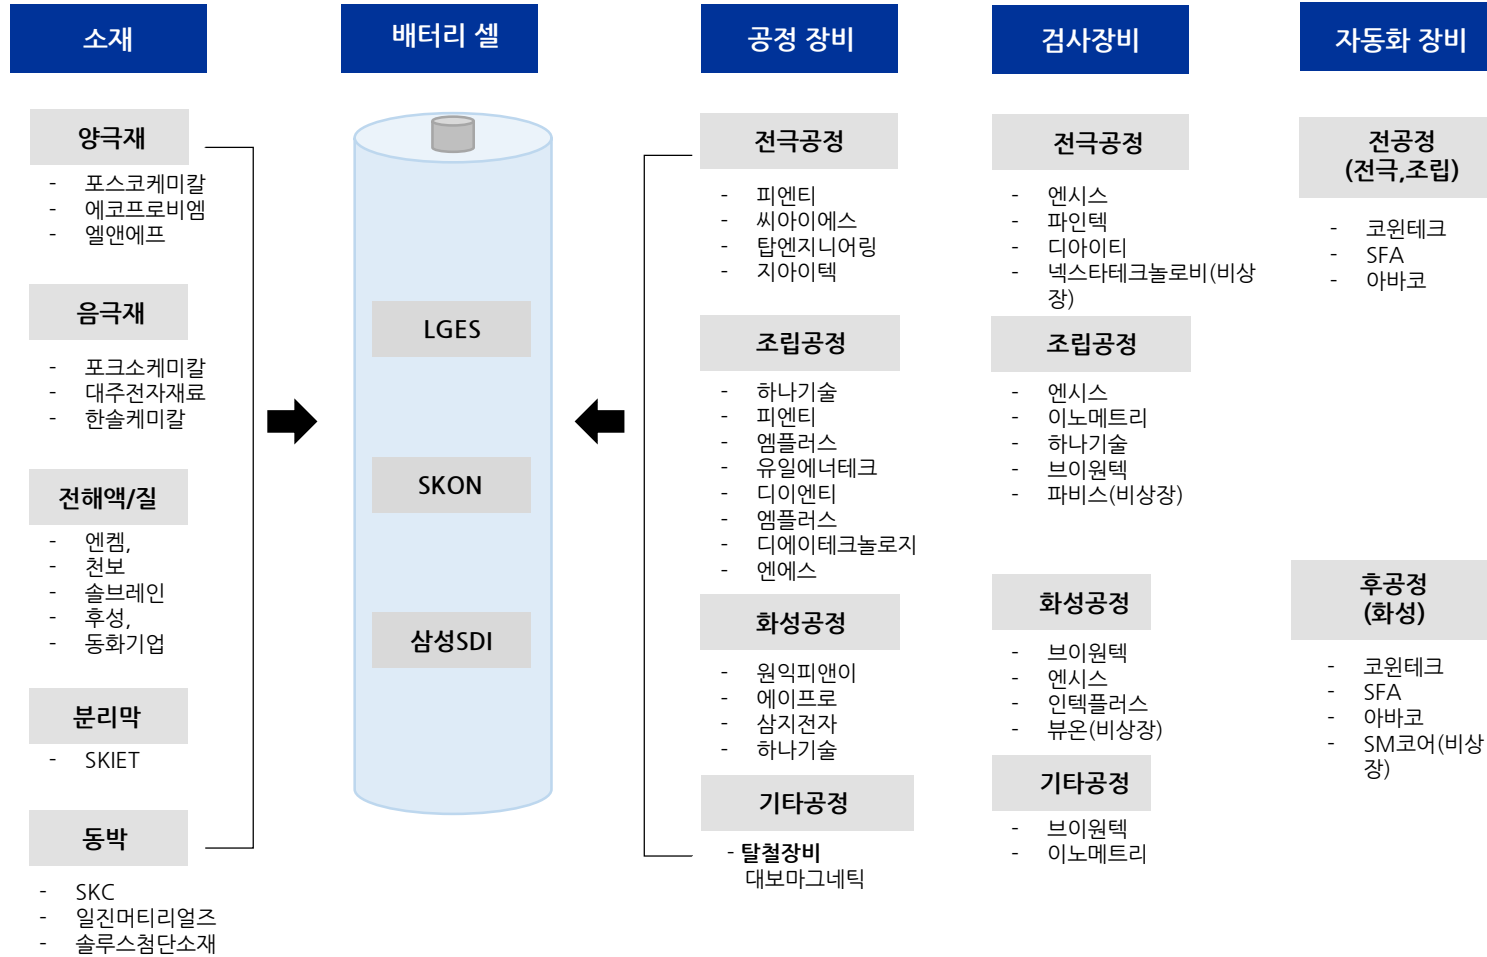 소재
양극재
- 포스코케미칼
- 에코프로비엠
- 엘앤에프
음극재
- 포크소케미칼
- 대주전자재료
- 한솔케미칼
전해액/질
- 엔켐,
- 천보
- 솔브레인
- 후성,
- 동화기업
분리막
- SKIET
동박
- SKC
- 일진머티리얼즈
- 솔루스첨단소재
배터리 셀
LGES
SKON
삼성SDI
공정 장비
전극공정
- 피엔티
- 씨아이에스
- 탑엔지니어링
- 지아이텍
조립공정
- 하나기술
- 피엔티
- 엠플러스
- 유일에너테크
- 디이엔티
- 엠플러스
- 디에이테크놀로지
- 엔에스
화성공정
- 원익피앤이
- 에이프로
- 삼지전자
- 하나기술
기타공정
- 탈철장비
대보마그네틱
검사장비
전극공정
- 엔시스
- 파인텍
- 디아이티
- 넥스타테크놀로비(비상
장)
조립공정
- 엔시스
- 이노메트리
- 하나기술
- 브이원텍
- 파비스(비상장)
화성공정
- 브이원텍
- 엔시스
- 인텍플러스
- 뷰온(비상장)
기타공정
- 브이원텍
- 이노메트리
자동화 장비
전공정
(전극,조립)
- 코윈테크
- SFA
- 아바코
후공정
(화성)
- 코윈테크
- SFA
- 아바코
- SM코어(비상
장)